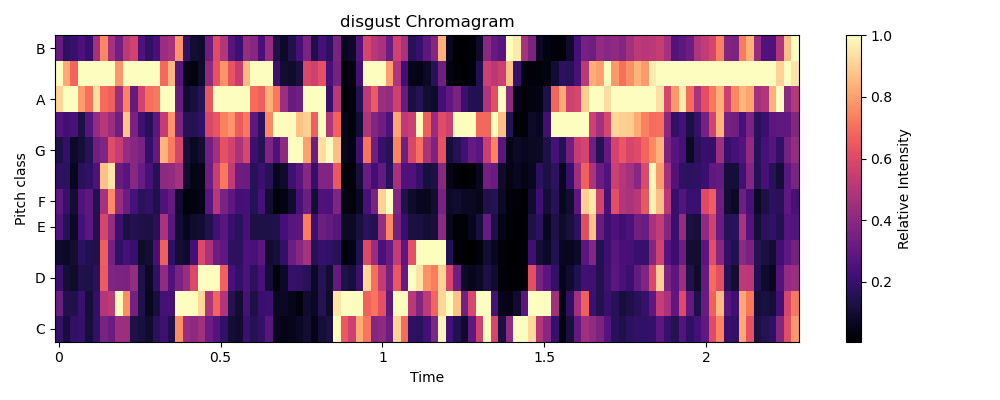 disgust Chromagram
B
A
G
F
E
D
C
Pitch class
0
0.5
1
1.5
2
Time
1.0
0.8
0.6
0.4
0.2
Relative Intensity